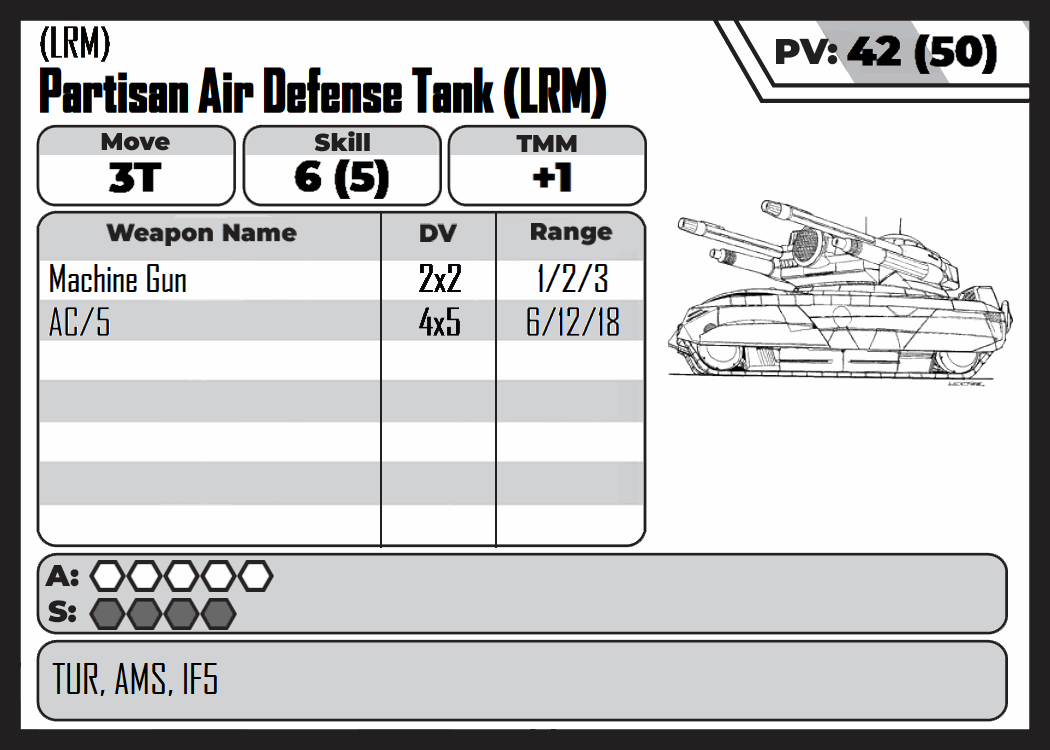 (LRM)
Partisan Air Defense Tank (LRM)
PV: 42 (50)
Move Skill TMM
3T 6 (5) +1
Weapon Name DV Range
Machine Gun 2x2 1/2/3
AC/5 4x5 6/12/18
A:
S:
TUR, AMS, IF5